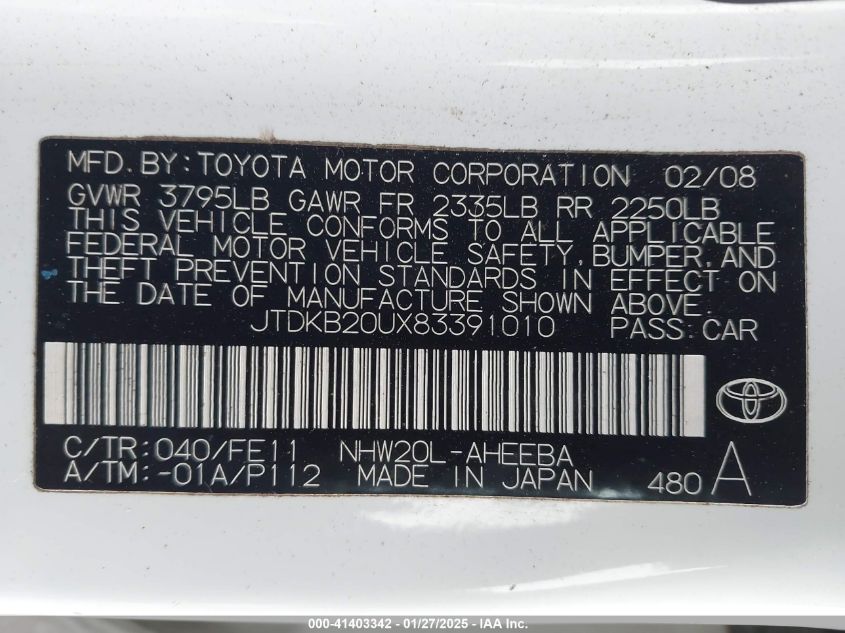 MFD. BY: TOYOTA MOTOR CORPORATION 02/08
GVWR 3795LB GAWR FR 2335LB RR 2250LB
THIS VEHICLE CONFORMS TO ALL APPLICABLE
FEDERAL MOTOR VEHICLE SAFETY, BUMPER, AND
THEFT PREVENTION STANDARDS IN EFFECT ON
THE DATE OF MANUFACTURE SHOWN ABOVE.
JTDKB20UX83391010 PASS. CAR
C/TR: 040/FE11 NHW20L-AHEEBA
A/TM: -01A/P112 MADE IN JAPAN 480 A
000-41403342 - 01/27/2025 - IAA Inc.